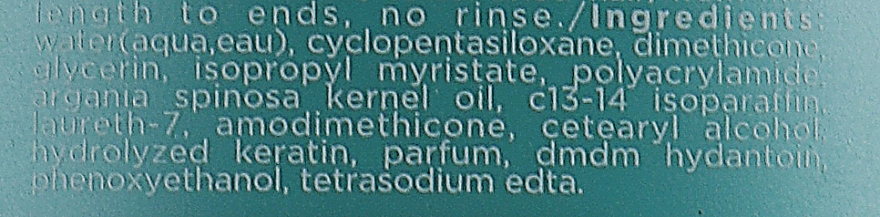 length to ends, no rinse./Ingredients:
water(aqua,eau), cyclopentasiloxane, dimethicone,
glycerin, isopropyl myristate, polyacrylamide,
argania spinosa kernel oil, c13-14 isoparaffin,
laureth-7, amodimethicone, cetearyl alcohol,
hydrolyzed keratin, parfum, dmdm hydantoin,
phenoxyethanol, tetrasodium edta.